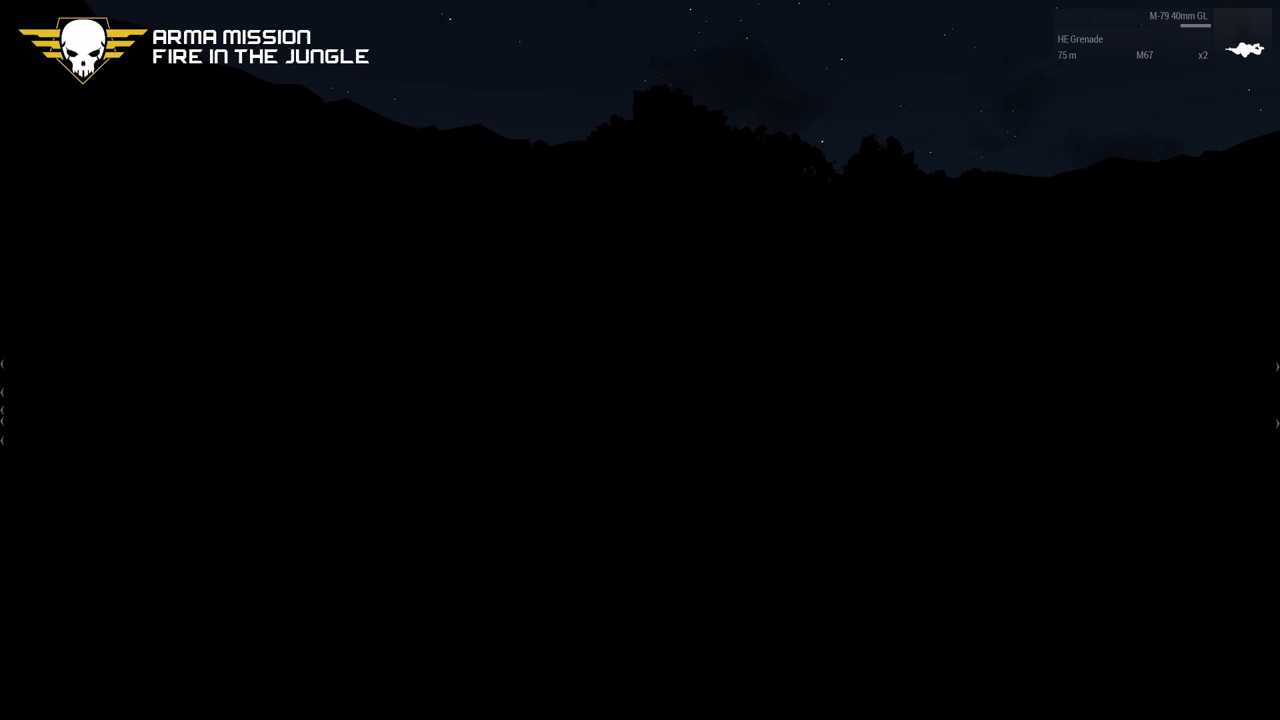 ARMA MISSION
FIRE IN THE JUNGLE
M-79 40mm GL
HE Grenade
75 m M67 x2